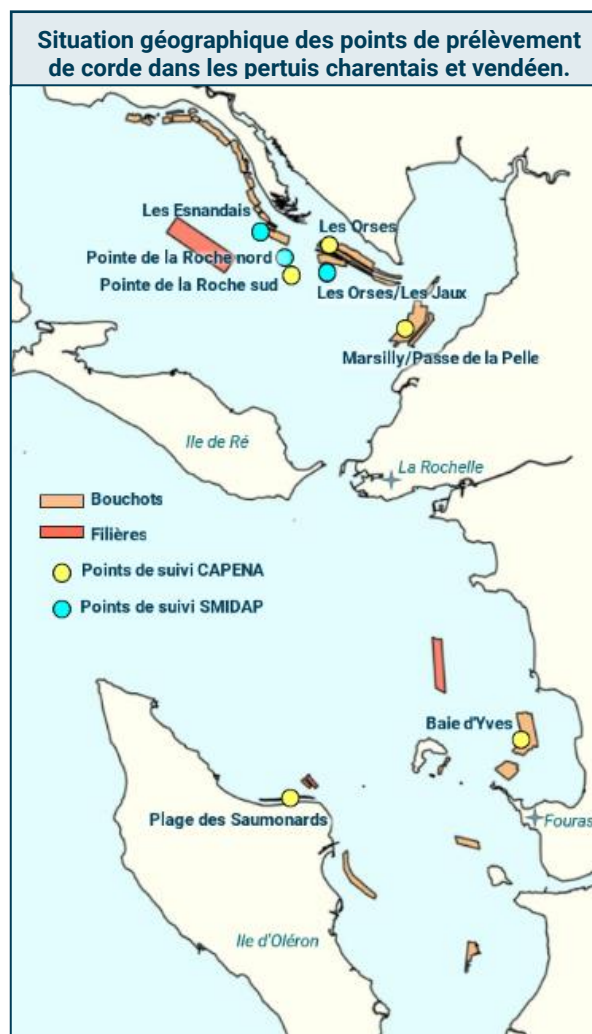 Situation géographique des points de prélèvement
de corde dans les pertuis charentais et vendéen.
Les Esnandais
Les Orses
Pointe de la Roche nord
Pointe de la Roche sud
Les Orses/Les Jaux
Marsilly/Passe de la Pelle
Ile de Ré
La Rochelle
Bouchots
Filières
Points de suivi CAPENA
Points de suivi SMIDAP
Baie d'Yves
Plage des Saumonards
Fouras
Ile d'Oléron